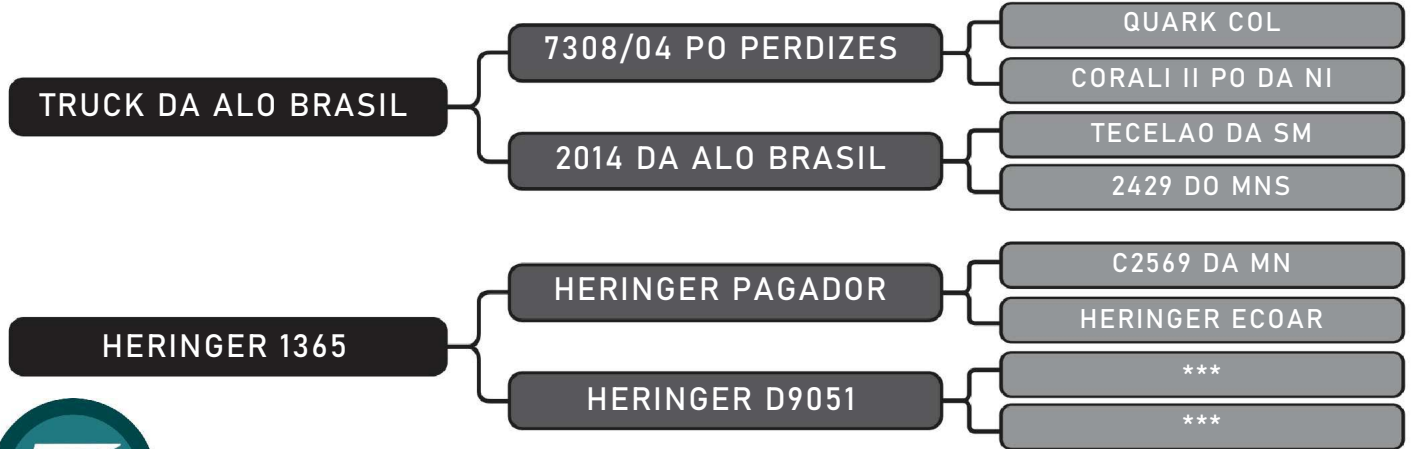 TRUCK DA ALO BRASIL
7308/04 PO PERDIZES
QUARK COL
CORALI II PO DA NI
2014 DA ALO BRASIL
TECELAO DA SM
2429 DO MNS
HERINGER 1365
HERINGER PAGADOR
C2569 DA MN
HERINGER ECOAR
HERINGER D9051
***
***